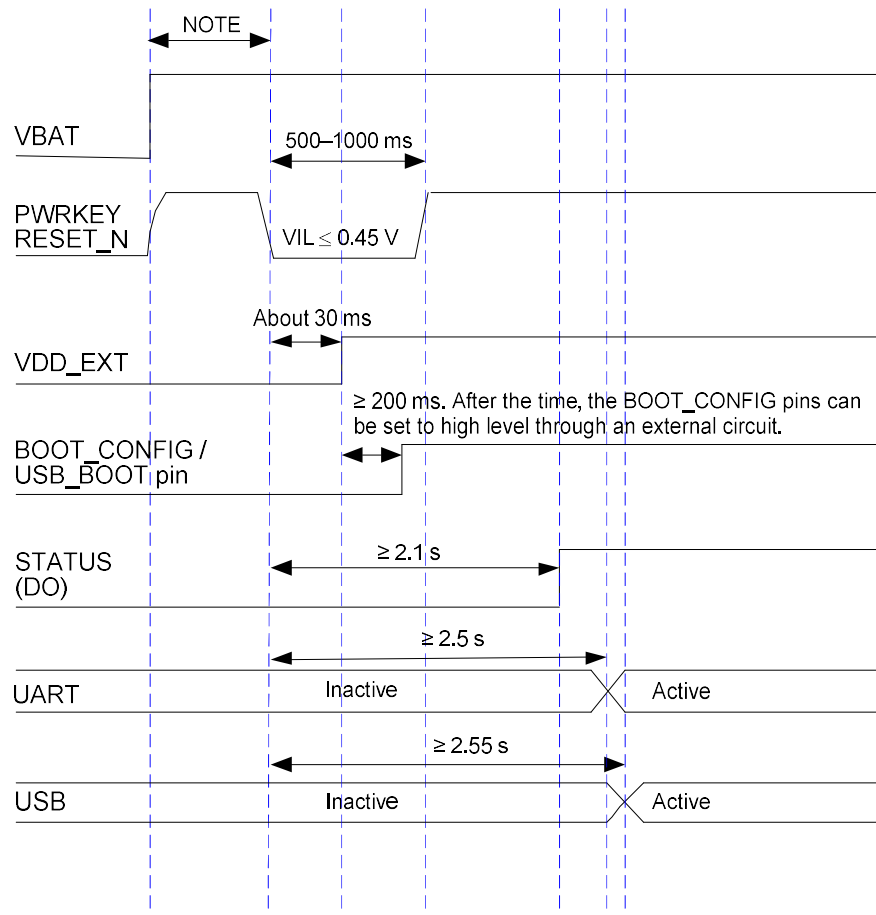 NOTE
VBAT
500–1000 ms
PWRKEY
RESET_N
VIL ≤ 0.45 V
About 30 ms
VDD_EXT
≥ 200 ms. After the time, the BOOT_CONFIG pins can
be set to high level through an external circuit.
BOOT_CONFIG /
USB_BOOT pin
≥ 2.1 s
STATUS
(DO)
≥ 2.5 s
UART
Inactive
Active
≥ 2.55 s
USB
Inactive
Active